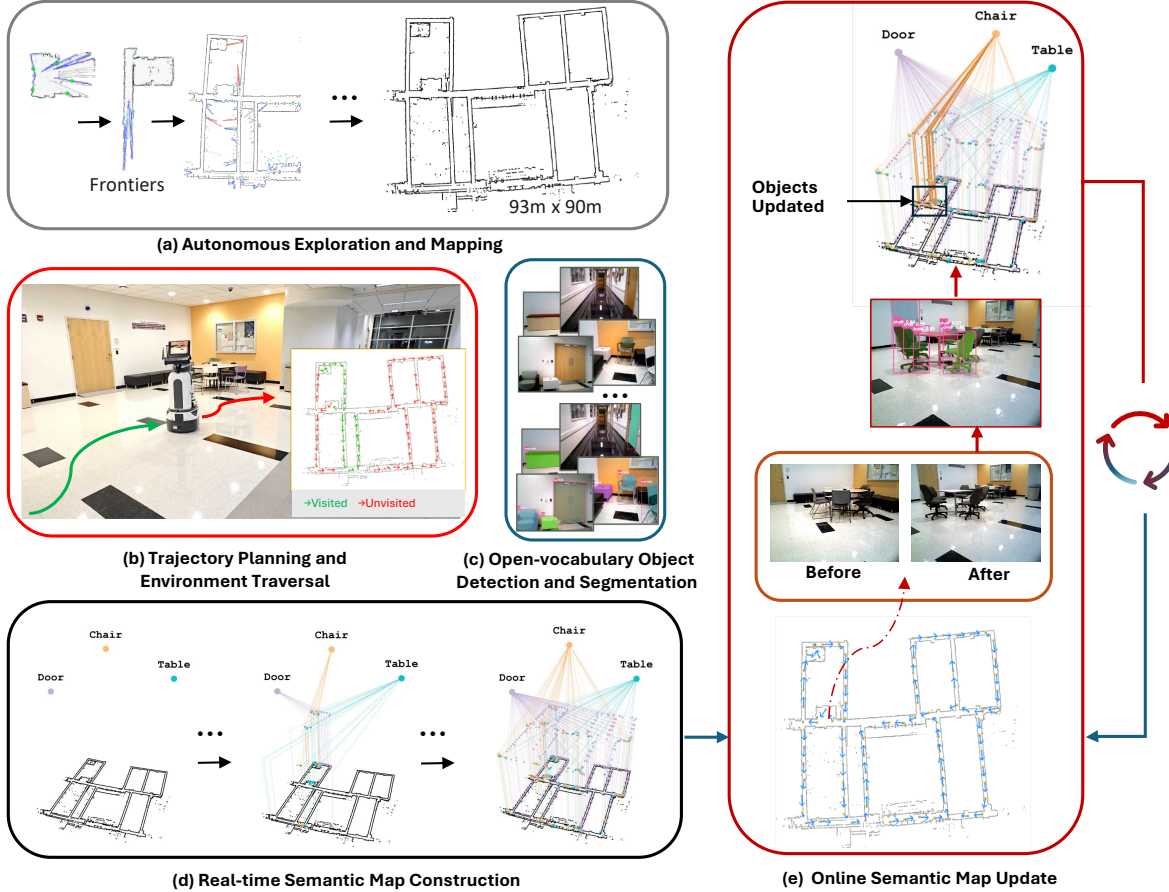 Frontiers
93m x 90m
(a) Autonomous Exploration and Mapping
→Visited →Unvisited
(b) Trajectory Planning and
Environment Traversal
(c) Open-vocabulary Object
Detection and Segmentation
Chair
Table
Door
Chair
Table
Door
Chair
Table
Door
(d) Real-time Semantic Map Construction
Chair
Door
Table
Objects
Updated
Before
After
(e) Online Semantic Map Update